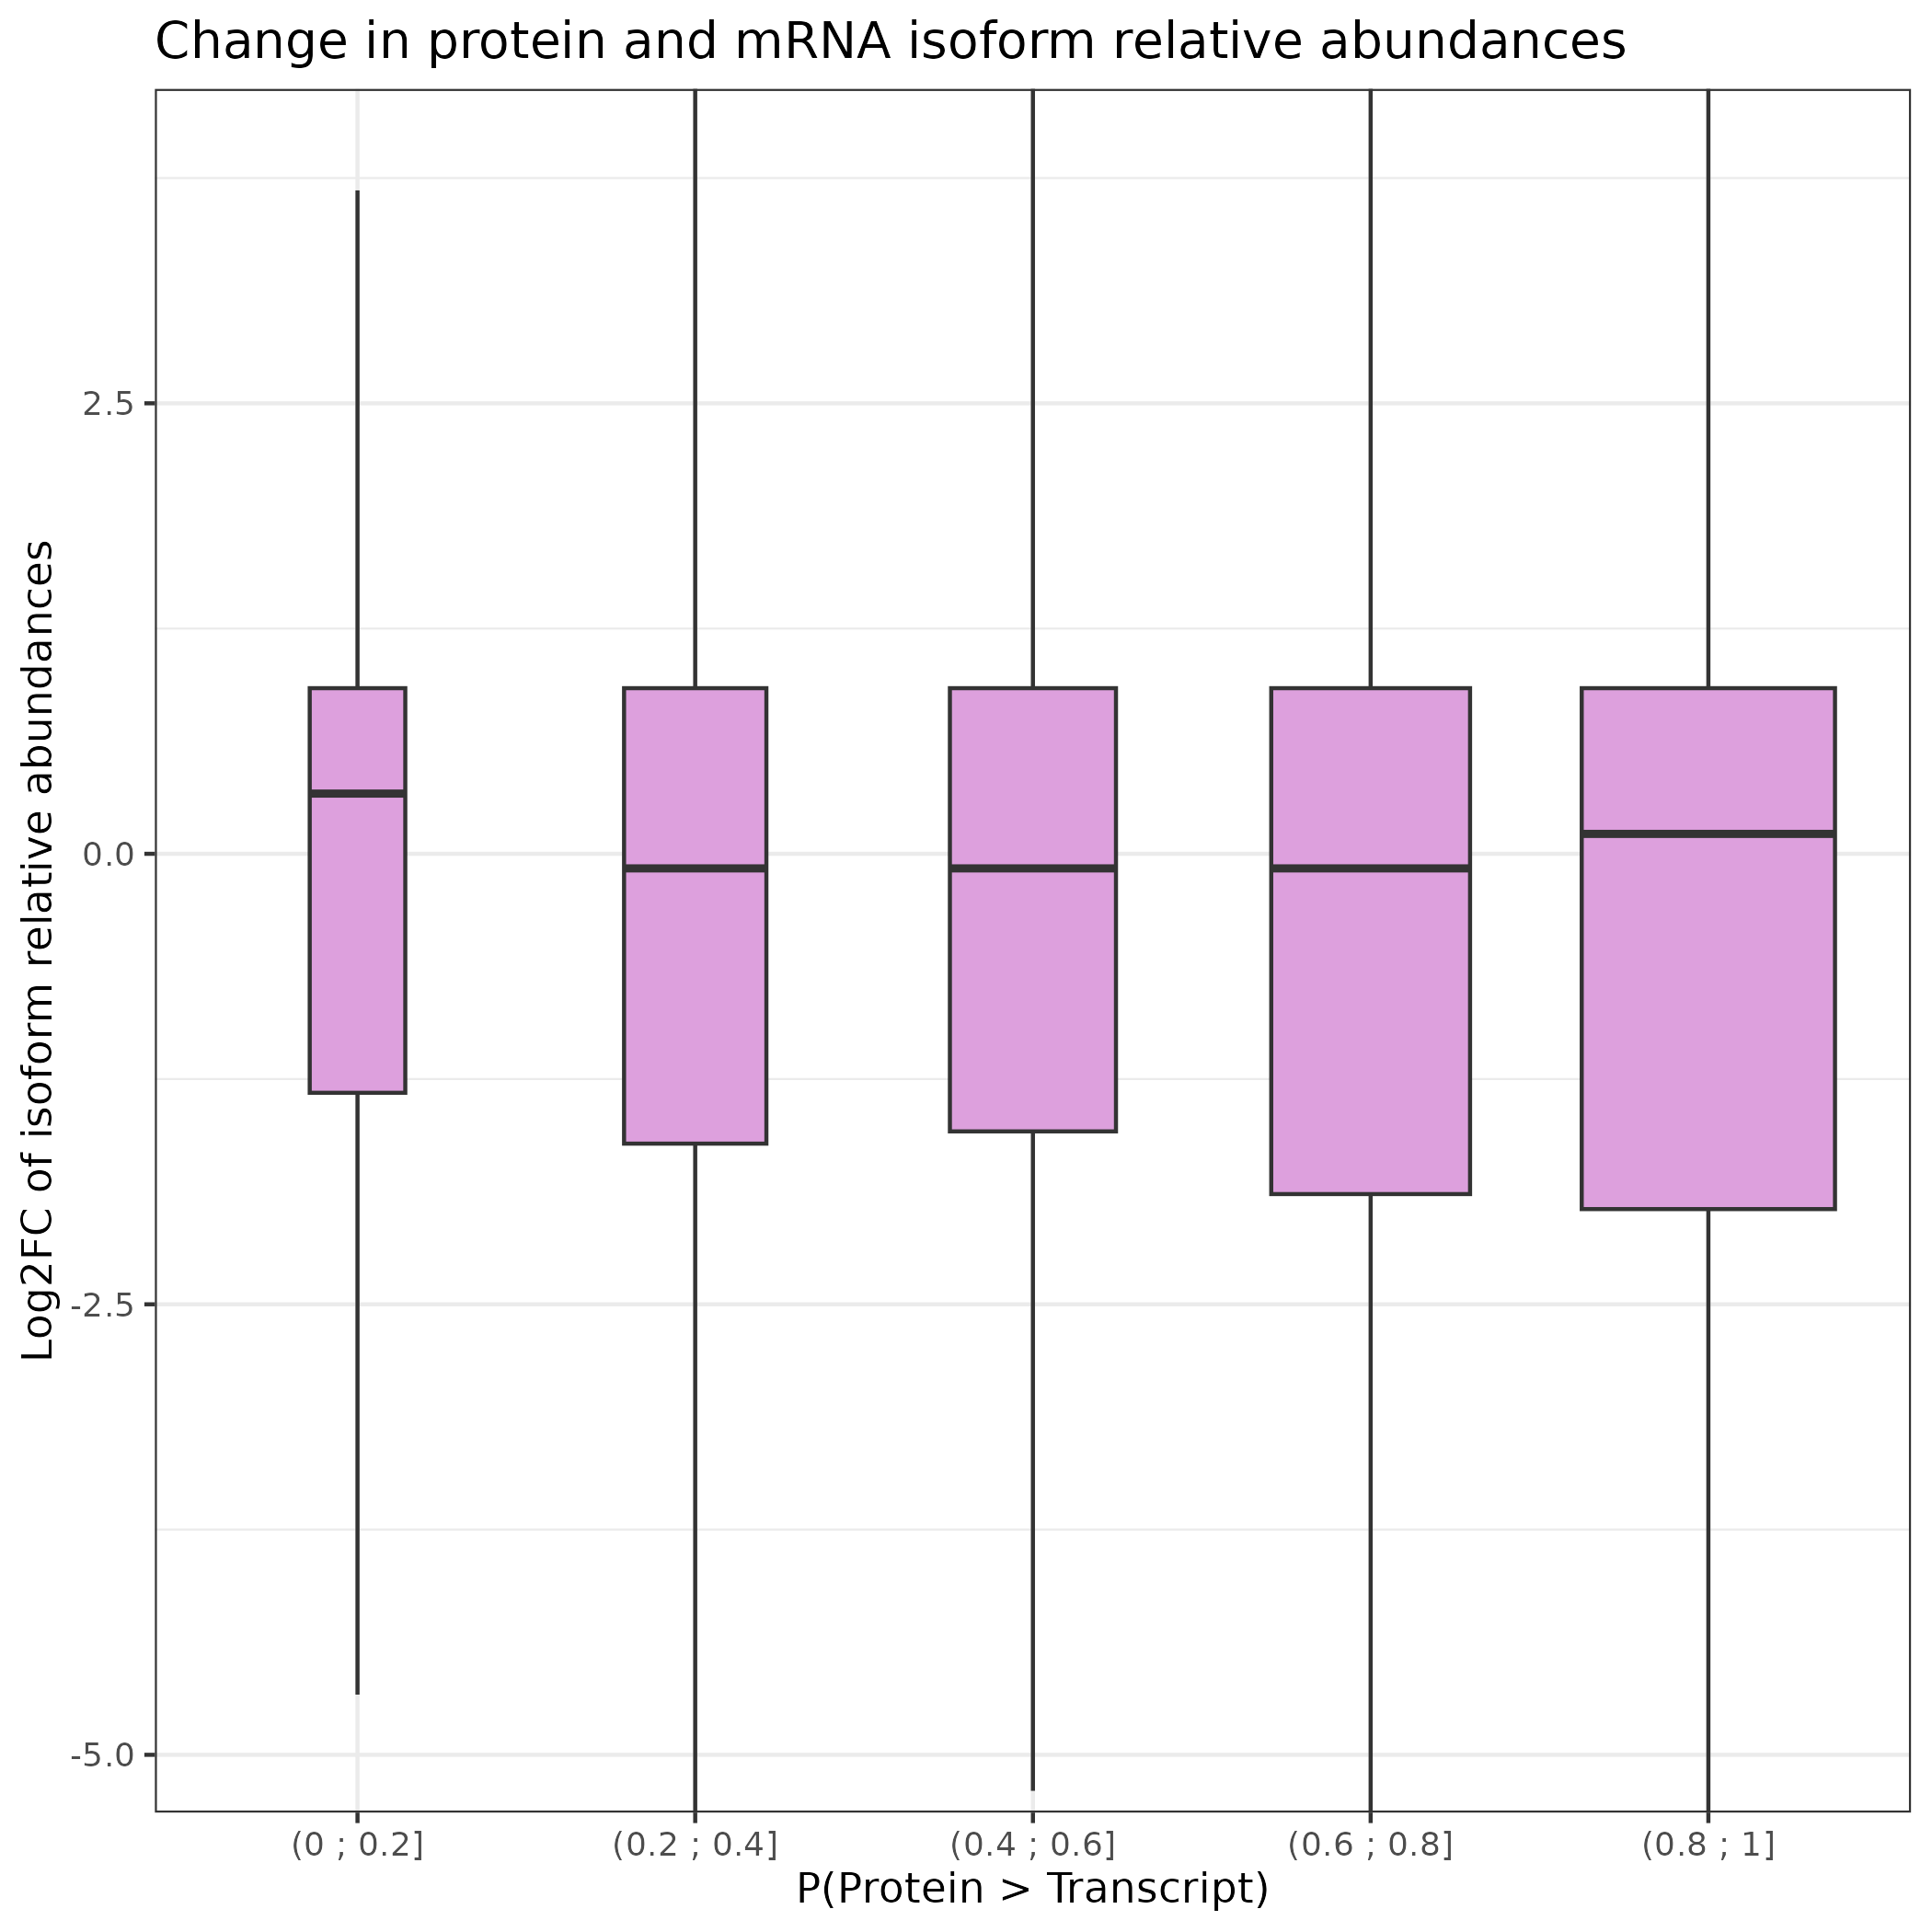 Change in protein and mRNA isoform relative abundances
Log2FC of isoform relative abundances
2.5
0.0
-2.5
-5.0
(0 ; 0.2]
(0.2 ; 0.4]
(0.4 ; 0.6]
(0.6 ; 0.8]
(0.8 ; 1]
P(Protein > Transcript)